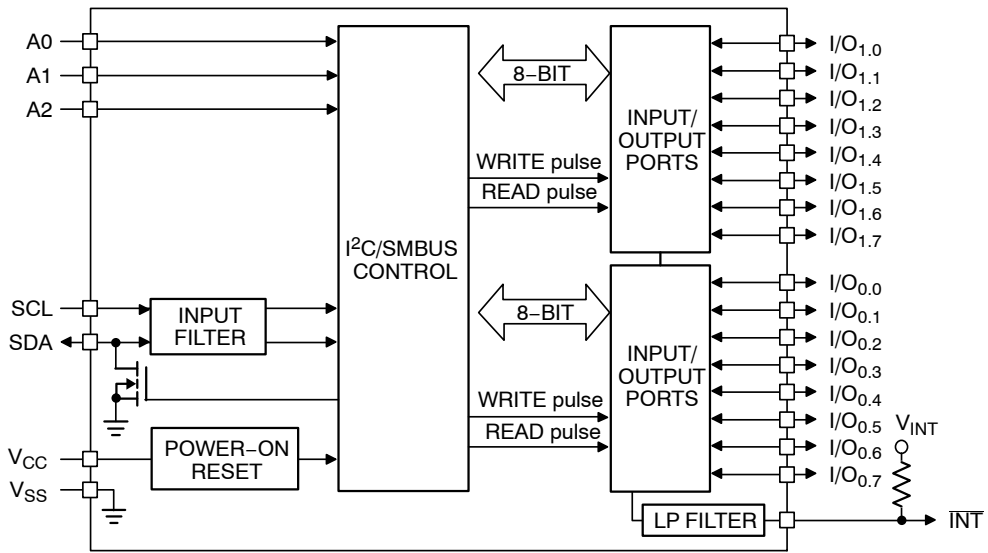 A0
A1
A2
SCL
SDA
V_CC
V_SS
INPUT
FILTER
POWER–ON
RESET
I²C/SMBUS
CONTROL
8–BIT
WRITE pulse
READ pulse
8–BIT
WRITE pulse
READ pulse
INPUT/
OUTPUT
PORTS
INPUT/
OUTPUT
PORTS
LP FILTER
I/O1.0
I/O1.1
I/O1.2
I/O1.3
I/O1.4
I/O1.5
I/O1.6
I/O1.7
I/O0.0
I/O0.1
I/O0.2
I/O0.3
I/O0.4
I/O0.5
I/O0.6
I/O0.7
V_INT
INT